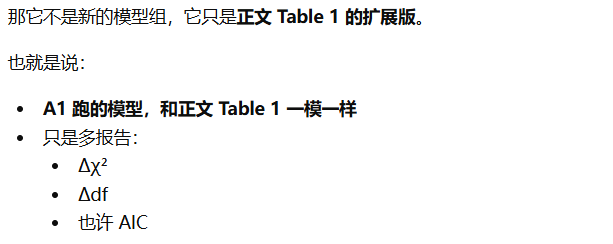 那它不是新的模型组，它只是正文 Table 1 的扩展版。
也就是说：
• A1 跑的模型，和正文 Table 1 一模一样
• 只是多报告：
• Δχ²
• Δdf
• 也许 AIC